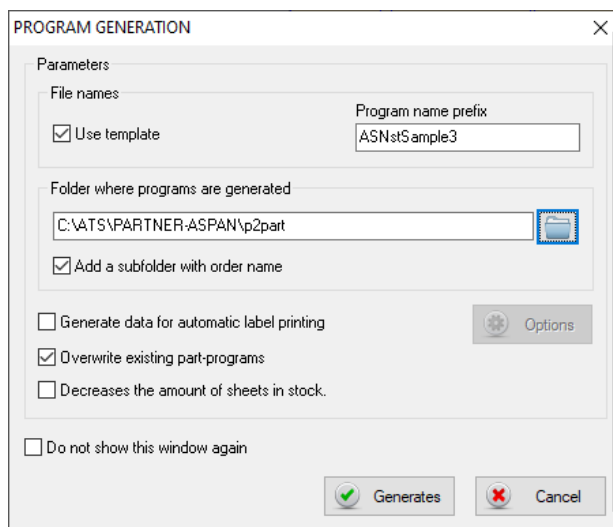 PROGRAM GENERATION
Parameters
File names
Use template
Program name prefix
ASNstSample3
Folder where programs are generated
C:\ATS\PARTNER-ASPAN\p2part
Add a subfolder with order name
Generate data for automatic label printing
Options
Overwrite existing part-programs
Decreases the amount of sheets in stock.
Do not show this window again
Generates
Cancel